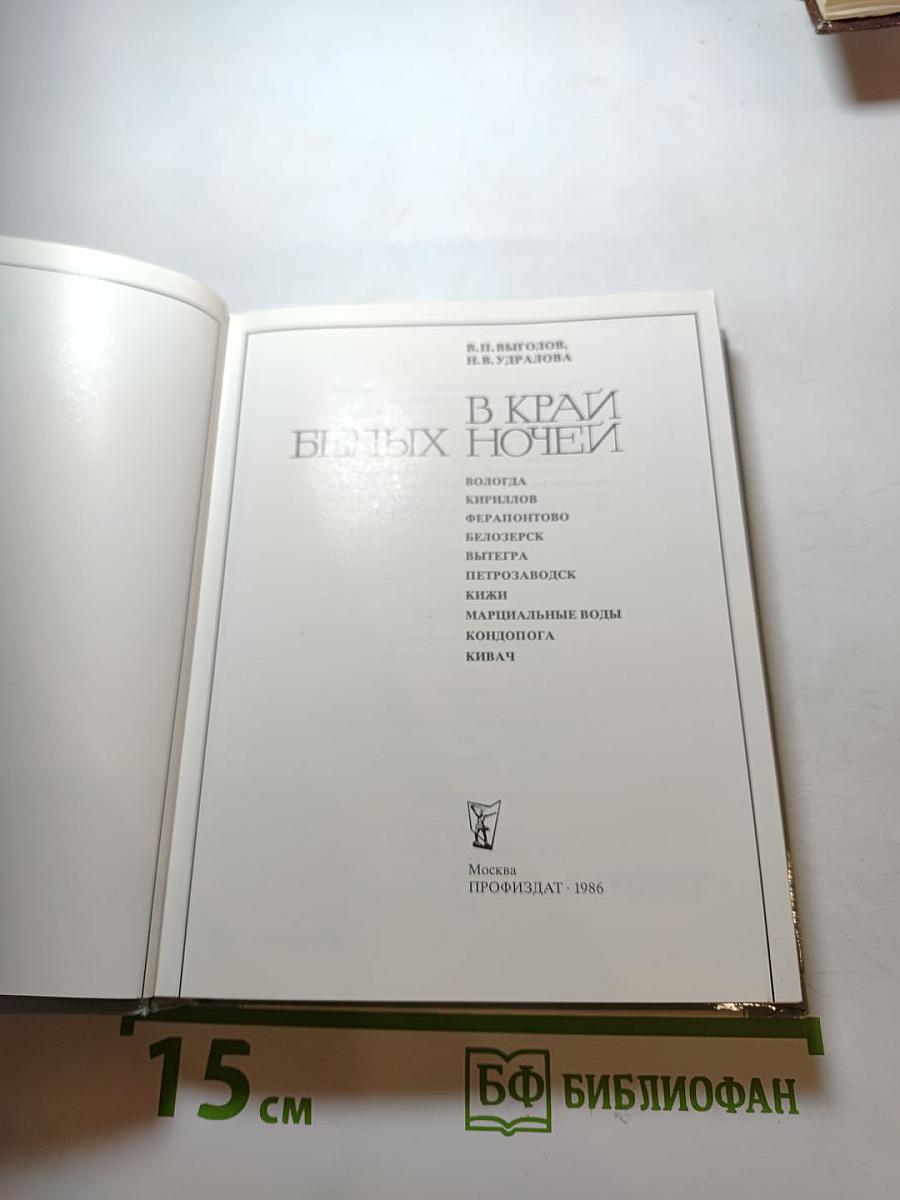 В. П. ВЫГОЛОВ,
Н. В. УДРАЛОВА
В КРАЙ
БЕЛЫХ НОЧЕЙ
ВОЛОГДА
КИРИЛЛОВ
ФЕРАПОНТОВО
БЕЛОЗЕРСК
ВЫТЕГРА
ПЕТРОЗАВОДСК
КИЖИ
МАРЦИАЛЬНЫЕ ВОДЫ
КОНДОПОГА
КИВАЧ
Москва
ПРОФИЗДАТ · 1986
15 см
БФ БИБЛИОФАН